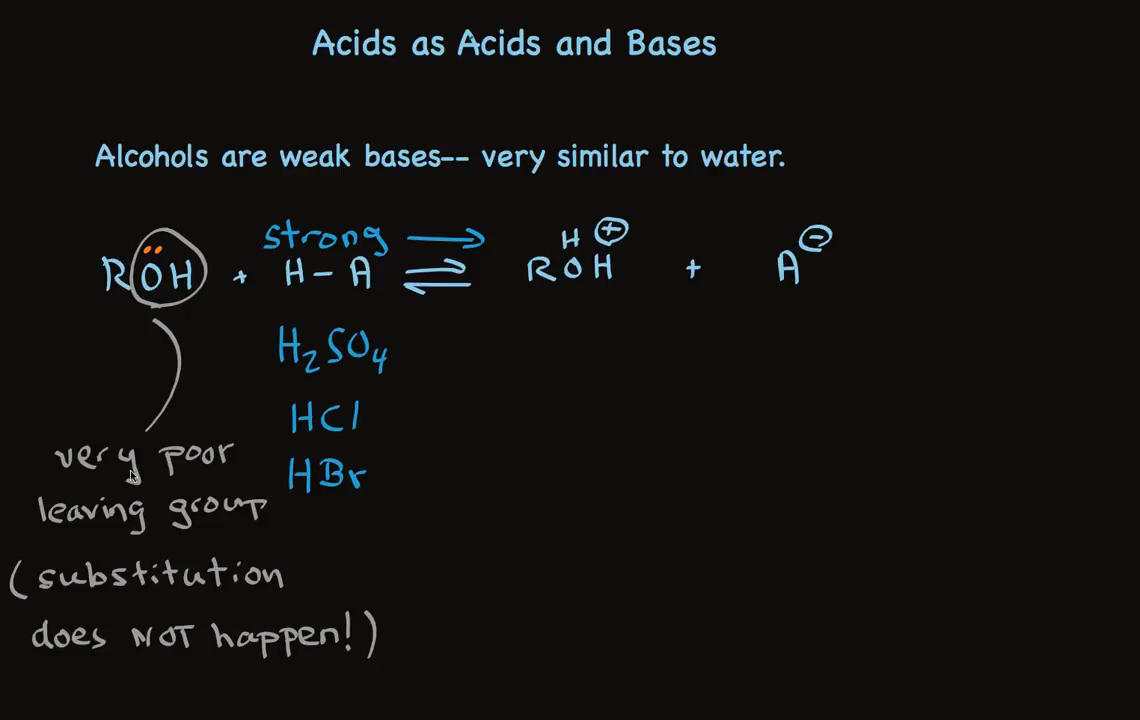 Acids as Acids and Bases
Alcohols are weak bases-- very similar to water.
strong
ROH + H - A ⇌ ROH H ⊕ + A ⊖
H2SO4
HCl
HBr
very poor
leaving group
(substitution
does NOT happen!)